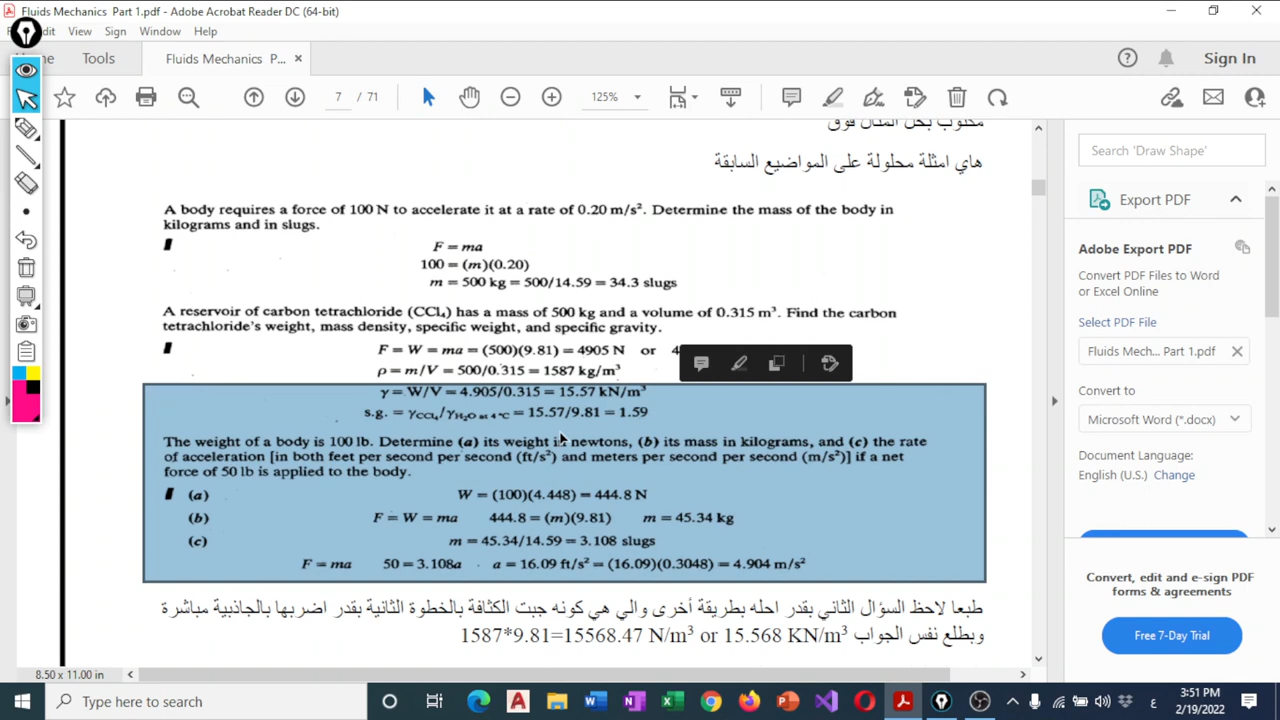 Fluids Mechanics Part 1.pdf - Adobe Acrobat Reader DC (64-bit)
View Sign Window Help
Tools
Fluids Mechanics P... ×
Sign In
7 / 71
125%
هاي امثلة محلولة على المواضيع السابقة
A body requires a force of 100 N to accelerate it at a rate of 0.20 m/s². Determine the mass of the body in
kilograms and in slugs.
F = ma
100 = (m)(0.20)
m = 500 kg = 500/14.59 = 34.3 slugs
A reservoir of carbon tetrachloride (CCl₄) has a mass of 500 kg and a volume of 0.315 m³. Find the carbon
tetrachloride's weight, mass density, specific weight, and specific gravity.
F = W = ma = (500)(9.81) = 4905 N or 4
ρ = m/V = 500/0.315 = 1587 kg/m³
γ = W/V = 4.905/0.315 = 15.57 kN/m³
s.g. = γCCl₄/γH₂O at 4 °C = 15.57/9.81 = 1.59
The weight of a body is 100 lb. Determine (a) its weight in newtons, (b) its mass in kilograms, and (c) the rate
of acceleration [in both feet per second per second (ft/s²) and meters per second per second (m/s²)] if a net
force of 50 lb is applied to the body.
(a) W = (100)(4.448) = 444.8 N
(b) F = W = ma 444.8 = (m)(9.81) m = 45.34 kg
(c) m = 45.34/14.59 = 3.108 slugs
F = ma 50 = 3.108a a = 16.09 ft/s² = (16.09)(0.3048) = 4.904 m/s²
طبعا لاحظ السؤال الثاني بقدر احله بطريقة أخرى والي هي كونه جبت الكثافة بالخطوة الثانية بقدر اضربها بالجاذبية مباشرة
وبطلع نفس الجواب 1587*9.81=15568.47 N/m³ or 15.568 KN/m³
8.50 x 11.00 in
Search 'Draw Shape'
Export PDF
Adobe Export PDF
Convert PDF Files to Word
or Excel Online
Select PDF File
Fluids Mech... Part 1.pdf ×
Convert to
Microsoft Word (*.docx)
Document Language:
English (U.S.) Change
Convert, edit and e-sign PDF
forms & agreements
Free 7-Day Trial
Type here to search
ع
3:51 PM
2/19/2022